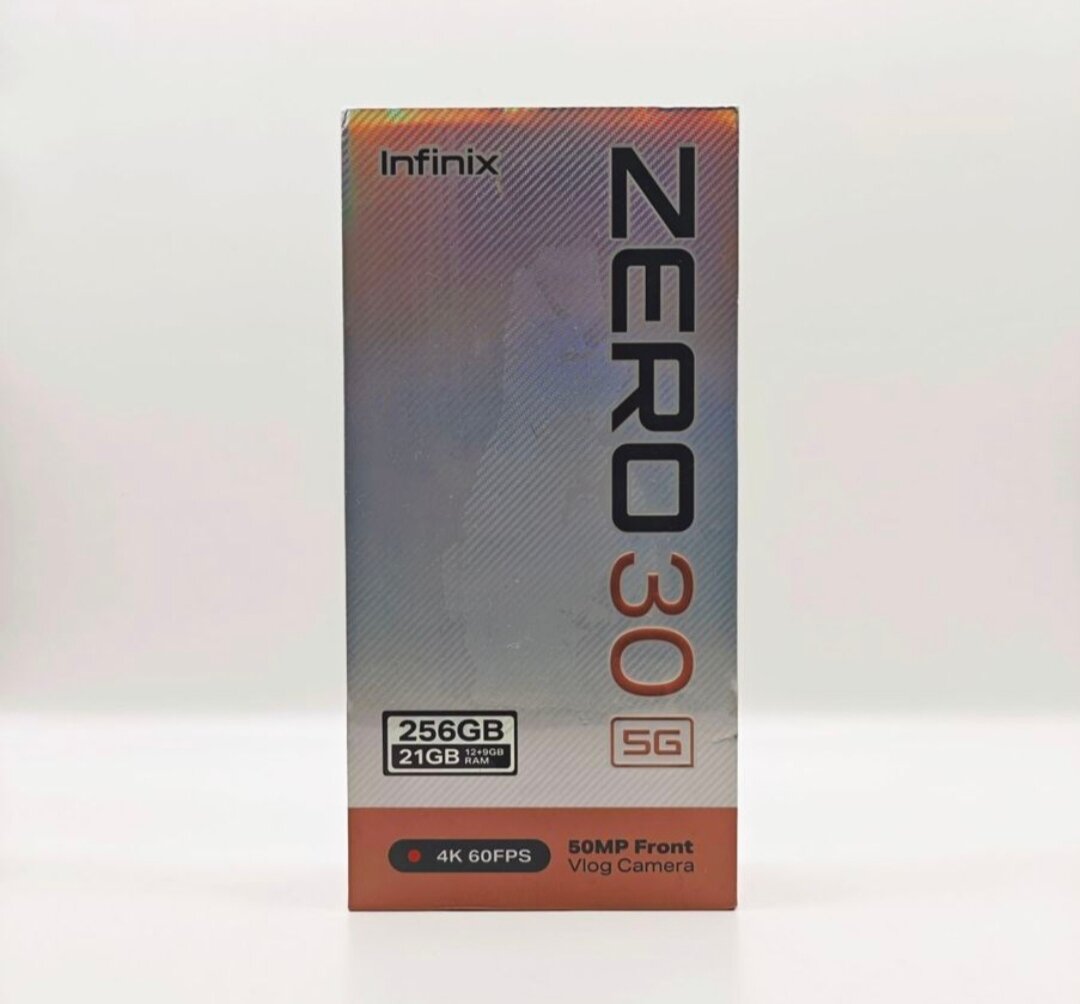 Infinix
ZERO 30
5G
256GB
21GB 12+9GB RAM
4K 60FPS
50MP Front
Vlog Camera